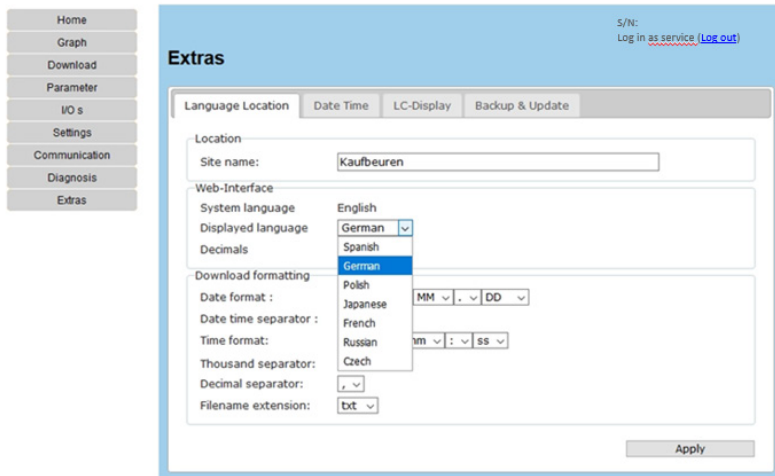 Home
Graph
Download
Parameter
I/O s
Settings
Communication
Diagnosis
Extras
S/N:
Log in as service (Log out)
Extras
Language Location
Date Time
LC-Display
Backup & Update
Location
Site name: Kaufbeuren
Web-Interface
System language English
Displayed language German
Decimals
Spanish
German
Polish
Japanese
French
Russian
Czech
Download formatting
Date format : MM . DD
Date time separator :
Time format: : ss
Thousand separator:
Decimal separator: ,
Filename extension: txt
Apply